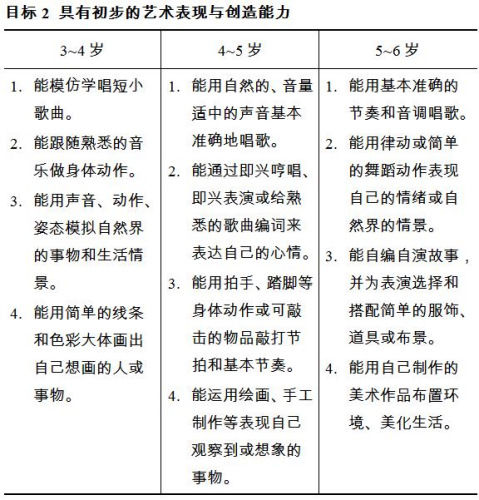 目标 2 具有初步的艺术表现与创造能力
3~4 岁
4~5 岁
5~6 岁
1. 能模仿学唱短小
歌曲。
2. 能跟随熟悉的音
乐做身体动作。
3. 能用声音、动作、
姿态模拟自然界
的事物和生活情
景。
4. 能用简单的线条
和色彩大体画出
自己想画的人或
事物。
1. 能用自然的、音量
适中的声音基本
准确地唱歌。
2. 能通过即兴哼唱、
即兴表演或给熟
悉的歌曲编词来
表达自己的心情。
3. 能用拍手、踏脚等
身体动作或可敲
击的物品敲打节
拍和基本节奏。
4. 能运用绘画、手工
制作等表现自己
观察到或想象的
事物。
1. 能用基本准确的
节奏和音调唱歌。
2. 能用律动或简单
的舞蹈动作表现
自己的情绪或自
然界的情景。
3. 能自编自演故事，
并为表演选择和
搭配简单的服饰、
道具或布景。
4. 能用自己制作的
美术作品布置环
境、美化生活。